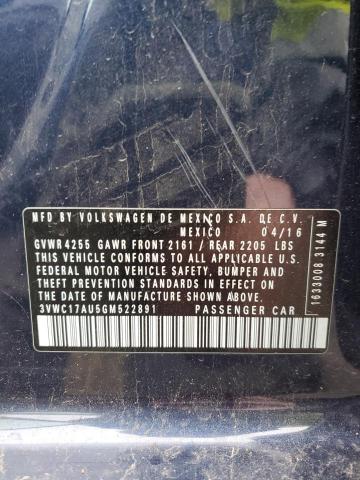 MFD BY VOLKSWAGEN DE MEXICO S.A. DE C.V.
MEXICO 04/16
GVWR 4255 GAWR FRONT 2161 / REAR 2205 LBS
THIS VEHICLE CONFORMS TO ALL APPLICABLE U.S.
FEDERAL MOTOR VEHICLE SAFETY, BUMPER AND
THEFT PREVENTION STANDARDS IN EFFECT ON THE
DATE OF MANUFACTURE SHOWN ABOVE
3VWC17AU5GM522891 PASSENGER CAR
1633008 3144 M